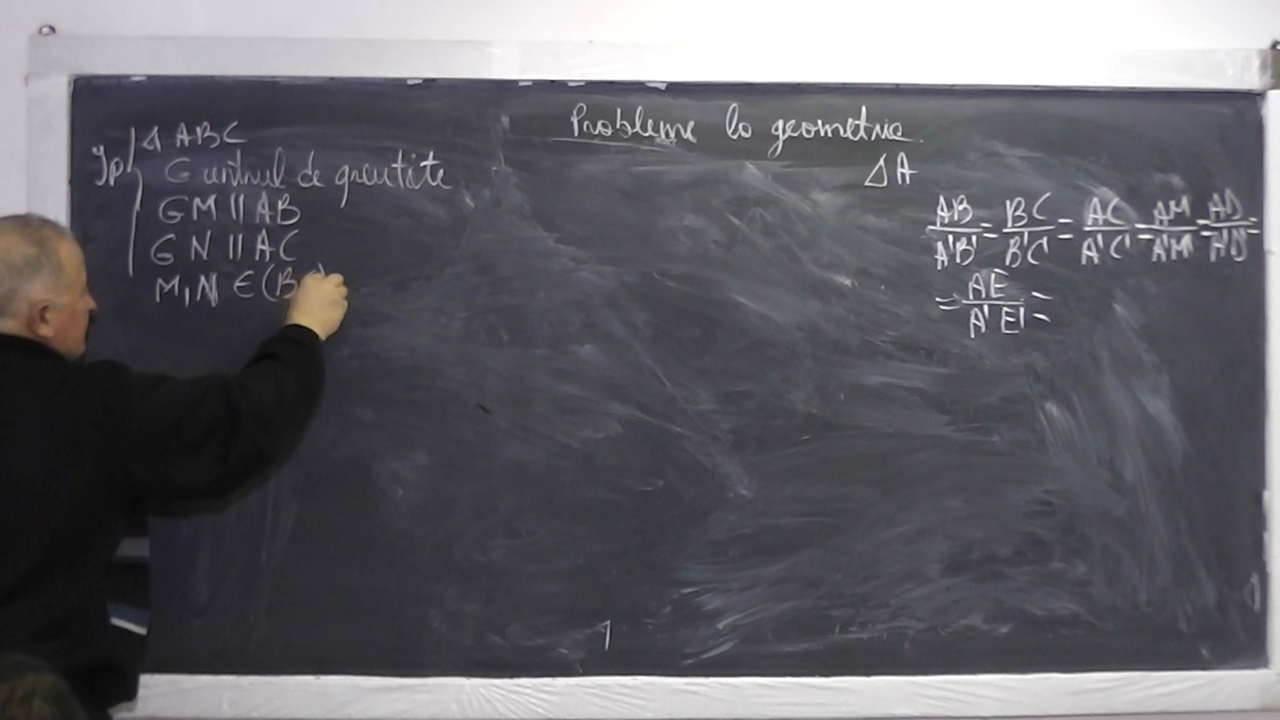 Probleme la geometrie
Ip Δ ABC
G centrul de greutate
GM || AB
GN || AC
M, N ∈ (B
Δ A
AB/A'B' = BC/B'C' = AC/A'C' = AM/A'M' = AD/A'D' =
= AE/A'E' =